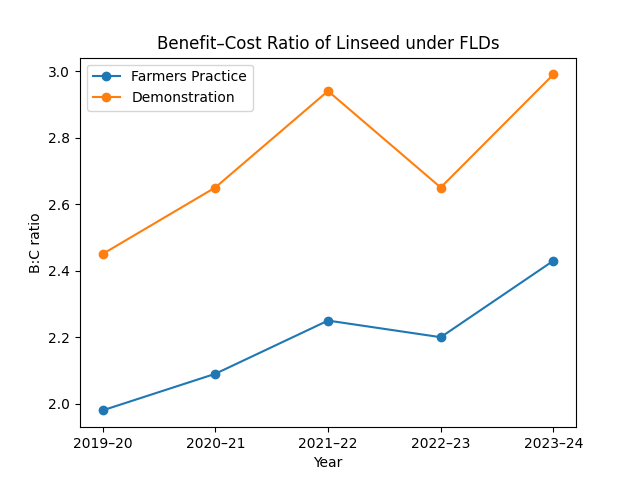 Benefit–Cost Ratio of Linseed under FLDs
Farmers Practice
Demonstration
B:C ratio
3.0
2.8
2.6
2.4
2.2
2.0
2019–20 2020–21 2021–22 2022–23 2023–24
Year